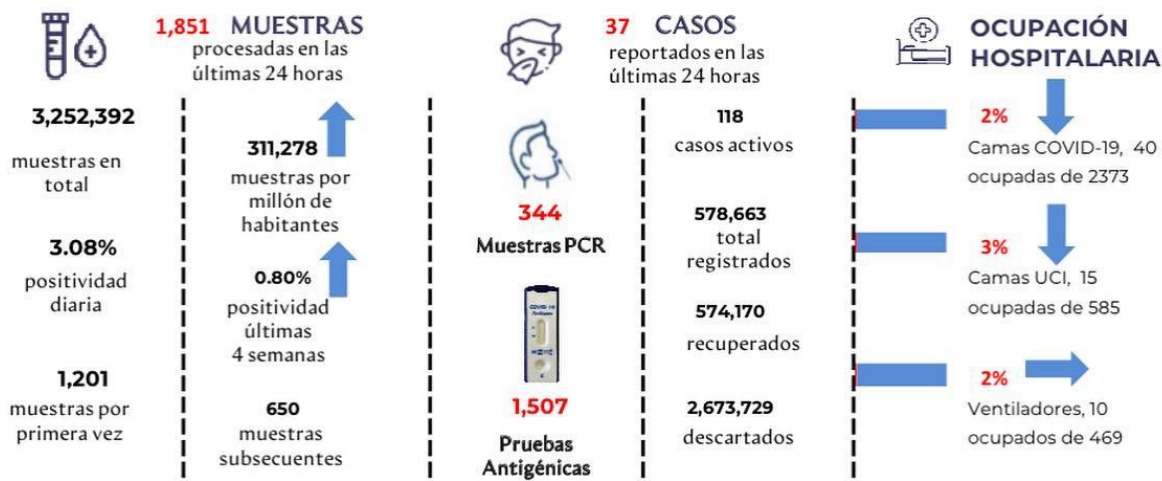 1,851 MUESTRAS
procesadas en las
últimas 24 horas
3,252,392
muestras en
total
3.08%
positividad
diaria
1,201
muestras por
primera vez
311,278
muestras por
millón de
habitantes
0.80%
positividad
últimas
4 semanas
650
muestras
subsecuentes
37 CASOS
reportados en las
últimas 24 horas
344
Muestras PCR
COVID-19
1,507
Pruebas
Antigénicas
118
casos activos
578,663
total
registrados
574,170
recuperados
2,673,729
descartados
OCUPACIÓN
HOSPITALARIA
2%
Camas COVID-19, 40
ocupadas de 2373
3%
Camas UCI, 15
ocupadas de 585
2%
Ventiladores, 10
ocupados de 469